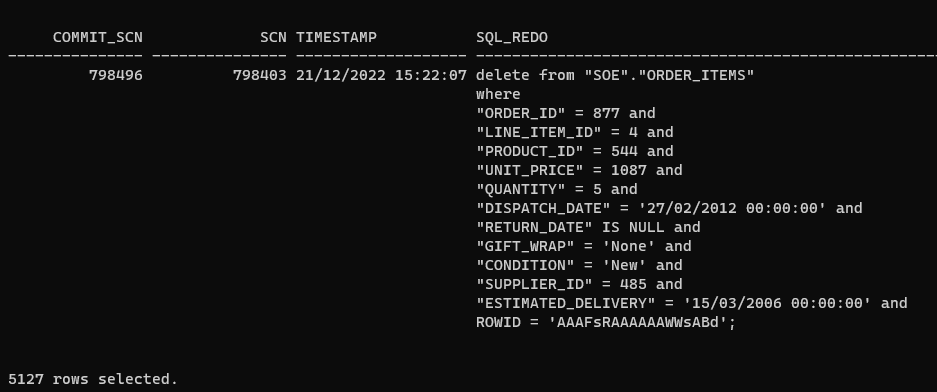 COMMIT_SCN SCN TIMESTAMP SQL_REDO
--------------- --------------- ------------------- ---------------------------------------------------
798496 798403 21/12/2022 15:22:07 delete from "SOE"."ORDER_ITEMS"
where
"ORDER_ID" = 877 and
"LINE_ITEM_ID" = 4 and
"PRODUCT_ID" = 544 and
"UNIT_PRICE" = 1087 and
"QUANTITY" = 5 and
"DISPATCH_DATE" = '27/02/2012 00:00:00' and
"RETURN_DATE" IS NULL and
"GIFT_WRAP" = 'None' and
"CONDITION" = 'New' and
"SUPPLIER_ID" = 485 and
"ESTIMATED_DELIVERY" = '15/03/2006 00:00:00' and
ROWID = 'AAAFsRAAAAAAWWsABd';
5127 rows selected.